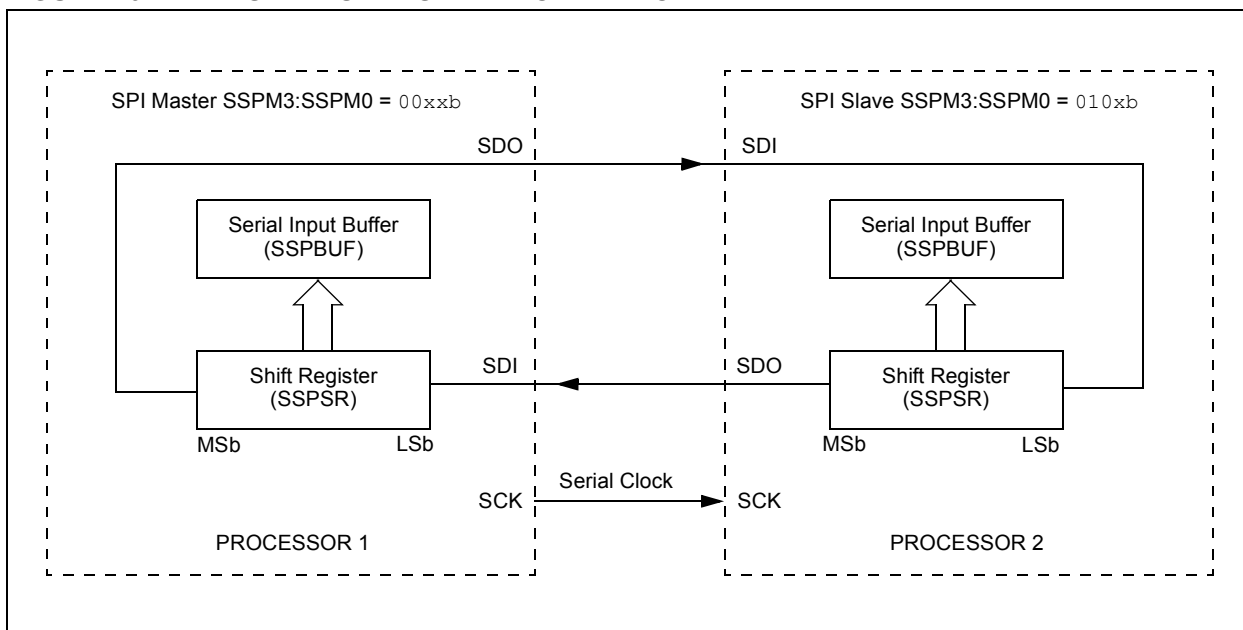 SPI Master SSPM3:SSPM0 = 00xxb
SPI Slave SSPM3:SSPM0 = 010xb
SDO
SDI
Serial Input Buffer
(SSPBUF)
Serial Input Buffer
(SSPBUF)
Shift Register
(SSPSR)
SDI
SDO
Shift Register
(SSPSR)
MSb
LSb
MSb
LSb
Serial Clock
SCK
SCK
PROCESSOR 1
PROCESSOR 2